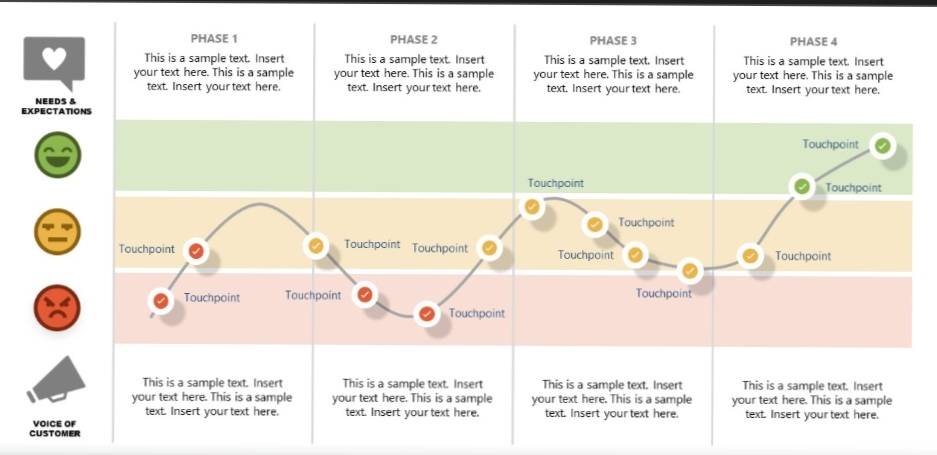 PHASE 1
PHASE 2
PHASE 3
PHASE 4
This is a sample text. Insert
your text here. This is a sample
text. Insert your text here.
This is a sample text. Insert
your text here. This is a sample
text. Insert your text here.
This is a sample text. Insert
your text here. This is a sample
text. Insert your text here.
This is a sample text. Insert
your text here. This is a sample
text. Insert your text here.
NEEDS &
EXPECTATIONS
Touchpoint
Touchpoint
Touchpoint
Touchpoint
Touchpoint
Touchpoint
Touchpoint
Touchpoint
Touchpoint
Touchpoint
Touchpoint
Touchpoint
Touchpoint
Touchpoint
This is a sample text. Insert
your text here. This is a sample
text. Insert your text here.
This is a sample text. Insert
your text here. This is a sample
text. Insert your text here.
This is a sample text. Insert
your text here. This is a sample
text. Insert your text here.
This is a sample text. Insert
your text here. This is a sample
text. Insert your text here.
VOICE OF
CUSTOMER